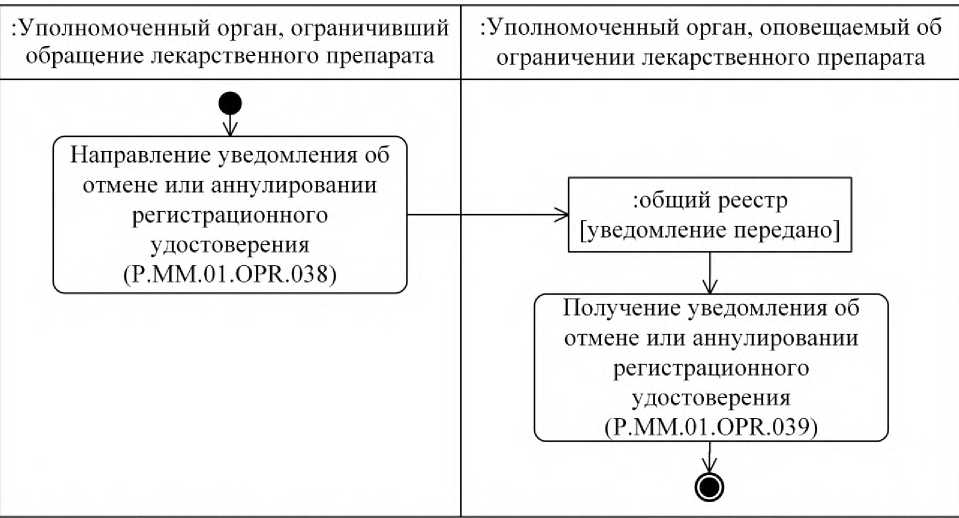 :Уполномоченный орган, ограничивший
обращение лекарственного препарата
:Уполномоченный орган, оповещаемый об
ограничении лекарственного препарата
Направление уведомления об
отмене или аннулировании
регистрационного
удостоверения
(P.MM.01.OPR.038)
:общий реестр
[уведомление передано]
Получение уведомления об
отмене или аннулировании
регистрационного
удостоверения
(P.MM.01.OPR.039)